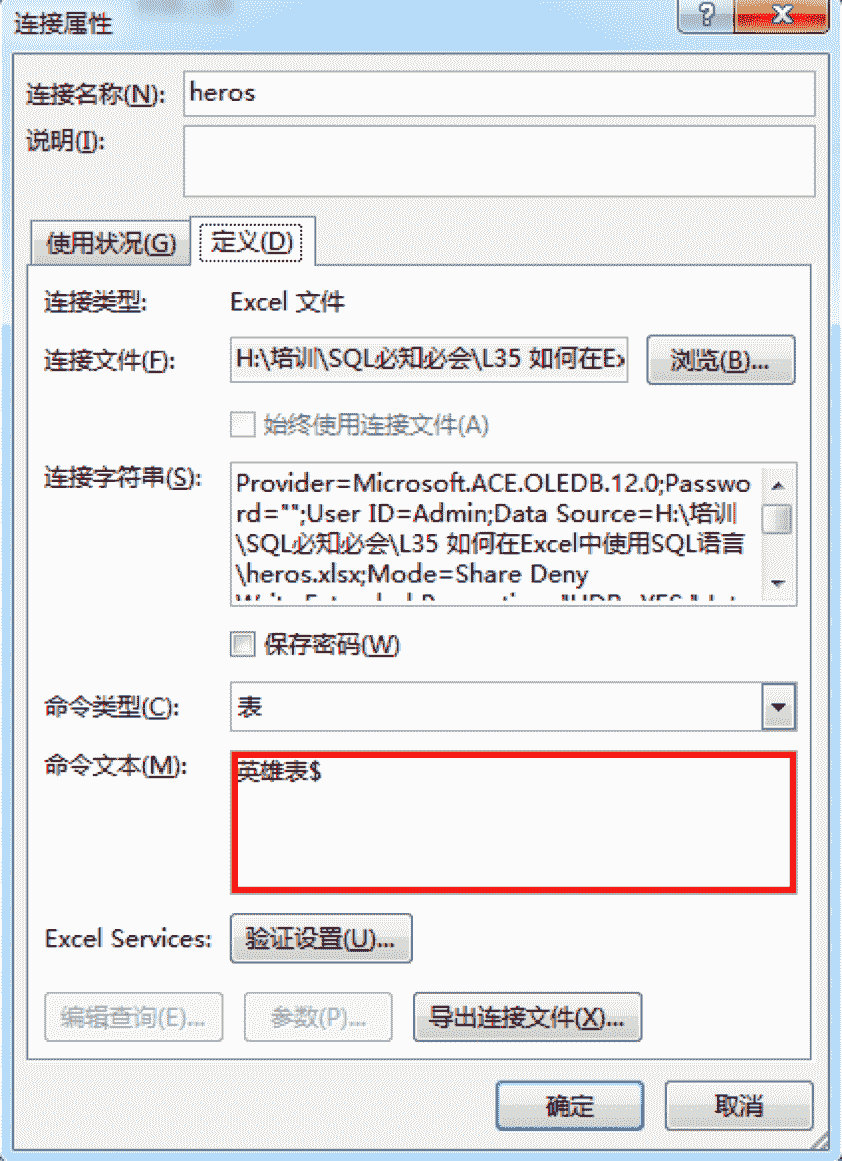 连接属性
连接名称(N): heros
说明(I):
使用状况(G) 定义(D)
连接类型: Excel 文件
连接文件(F): H:\培训\SQL必知必会\L35 如何在Ex 浏览(B)...
始终使用连接文件(A)
连接字符串(S): Provider=Microsoft.ACE.OLEDB.12.0;Passwo
rd="";User ID=Admin;Data Source=H:\培训
\SQL必知必会\L35 如何在Excel中使用SQL语言
\heros.xlsx;Mode=Share Deny
保存密码(W)
命令类型(C): 表
命令文本(M): 英雄表$
Excel Services: 验证设置(U)...
编辑查询(E)... 参数(P)... 导出连接文件(X)...
确定 取消